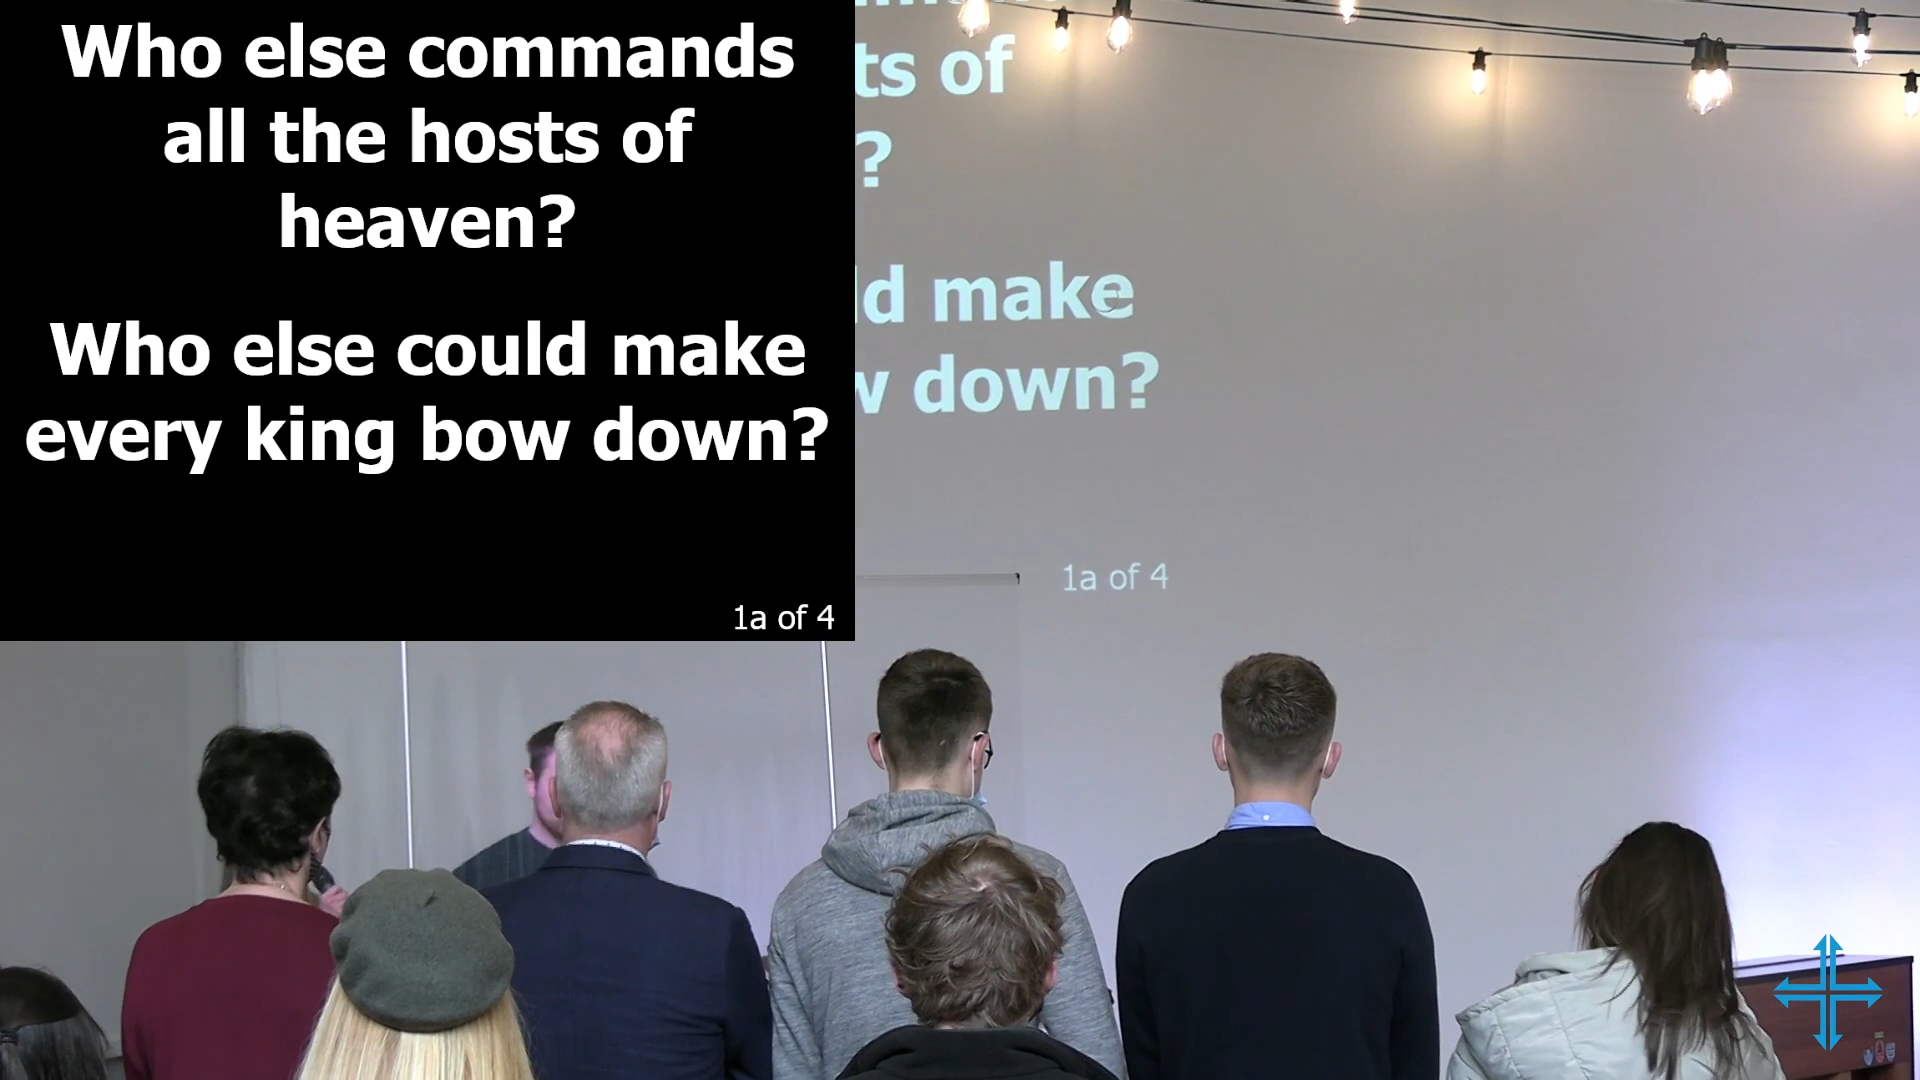 Who else commands
all the hosts of
heaven?
Who else could make
every king bow down?
1a of 4
ts of
?
ld make
w down?
1a of 4